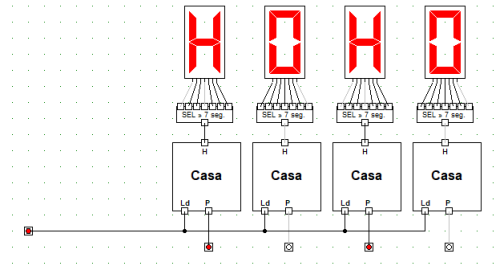 H O H O
SEL » 7 seg. SEL » 7 seg. SEL » 7 seg. SEL » 7 seg.
H H H H
Casa Casa Casa Casa
Ld P Ld P Ld P Ld P